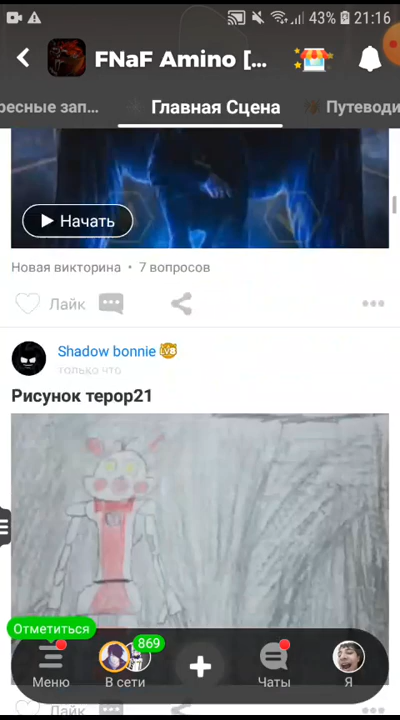 43% 21:16
FNaF Amino [...
ресные зап... Главная Сцена Путеводи
Начать
Новая викторина • 7 вопросов
Лайк
Shadow bonnie LV8
только что
Рисунок терор21
Отметиться
869
Меню В сети Чаты Я
Лайк